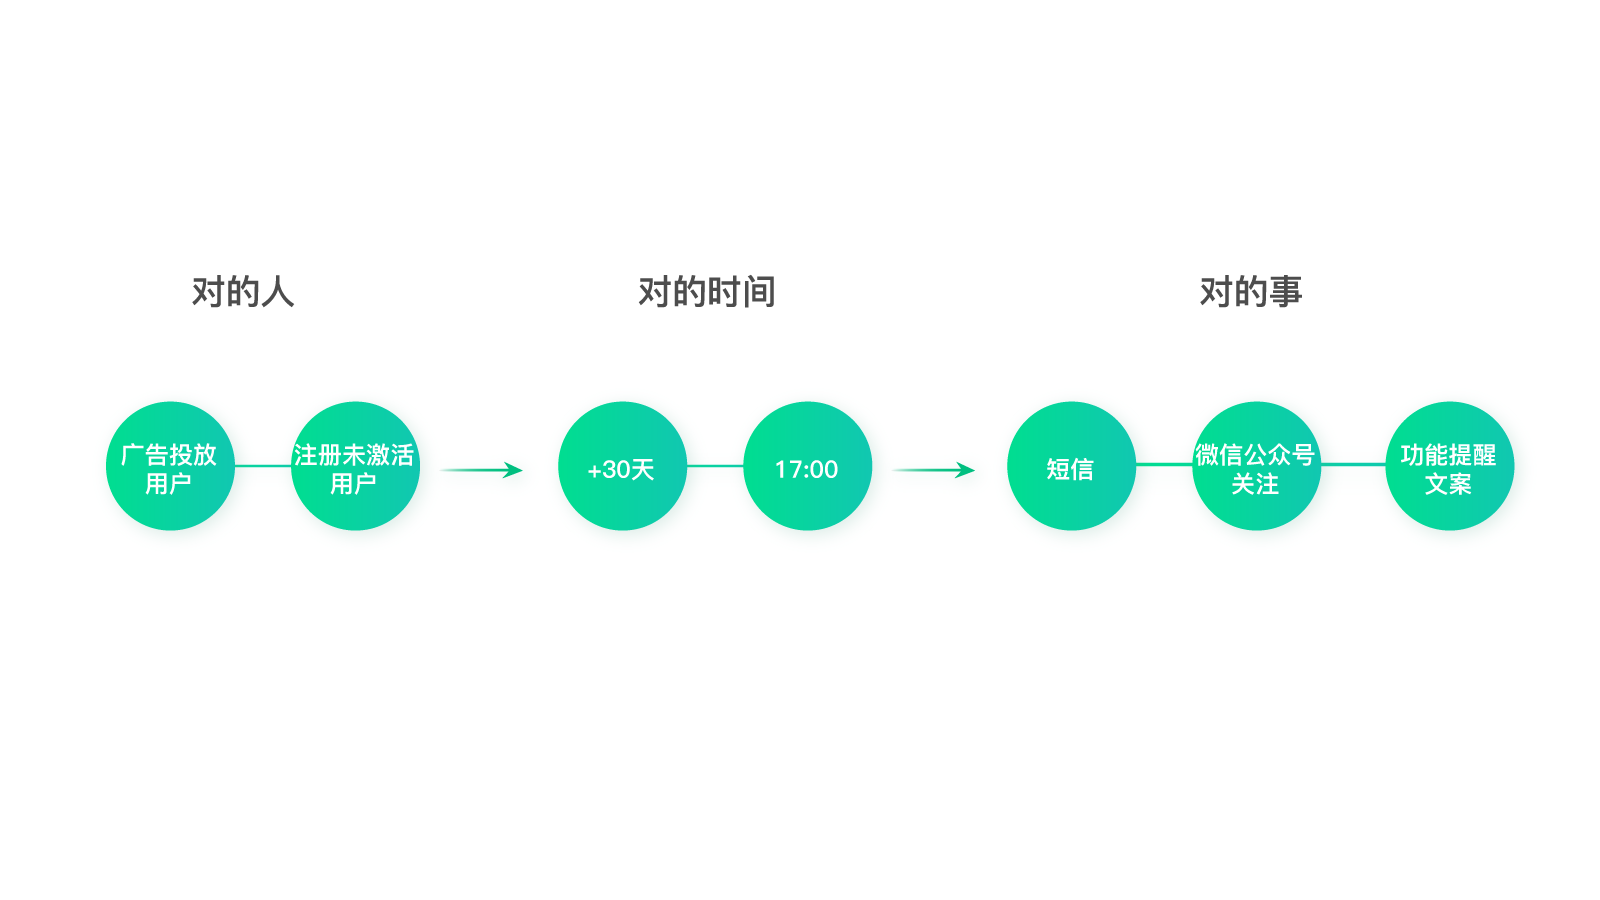 对的人
对的时间
对的事
广告投放
用户
注册未激活
用户
+30天
17:00
短信
微信公众号
关注
功能提醒
文案